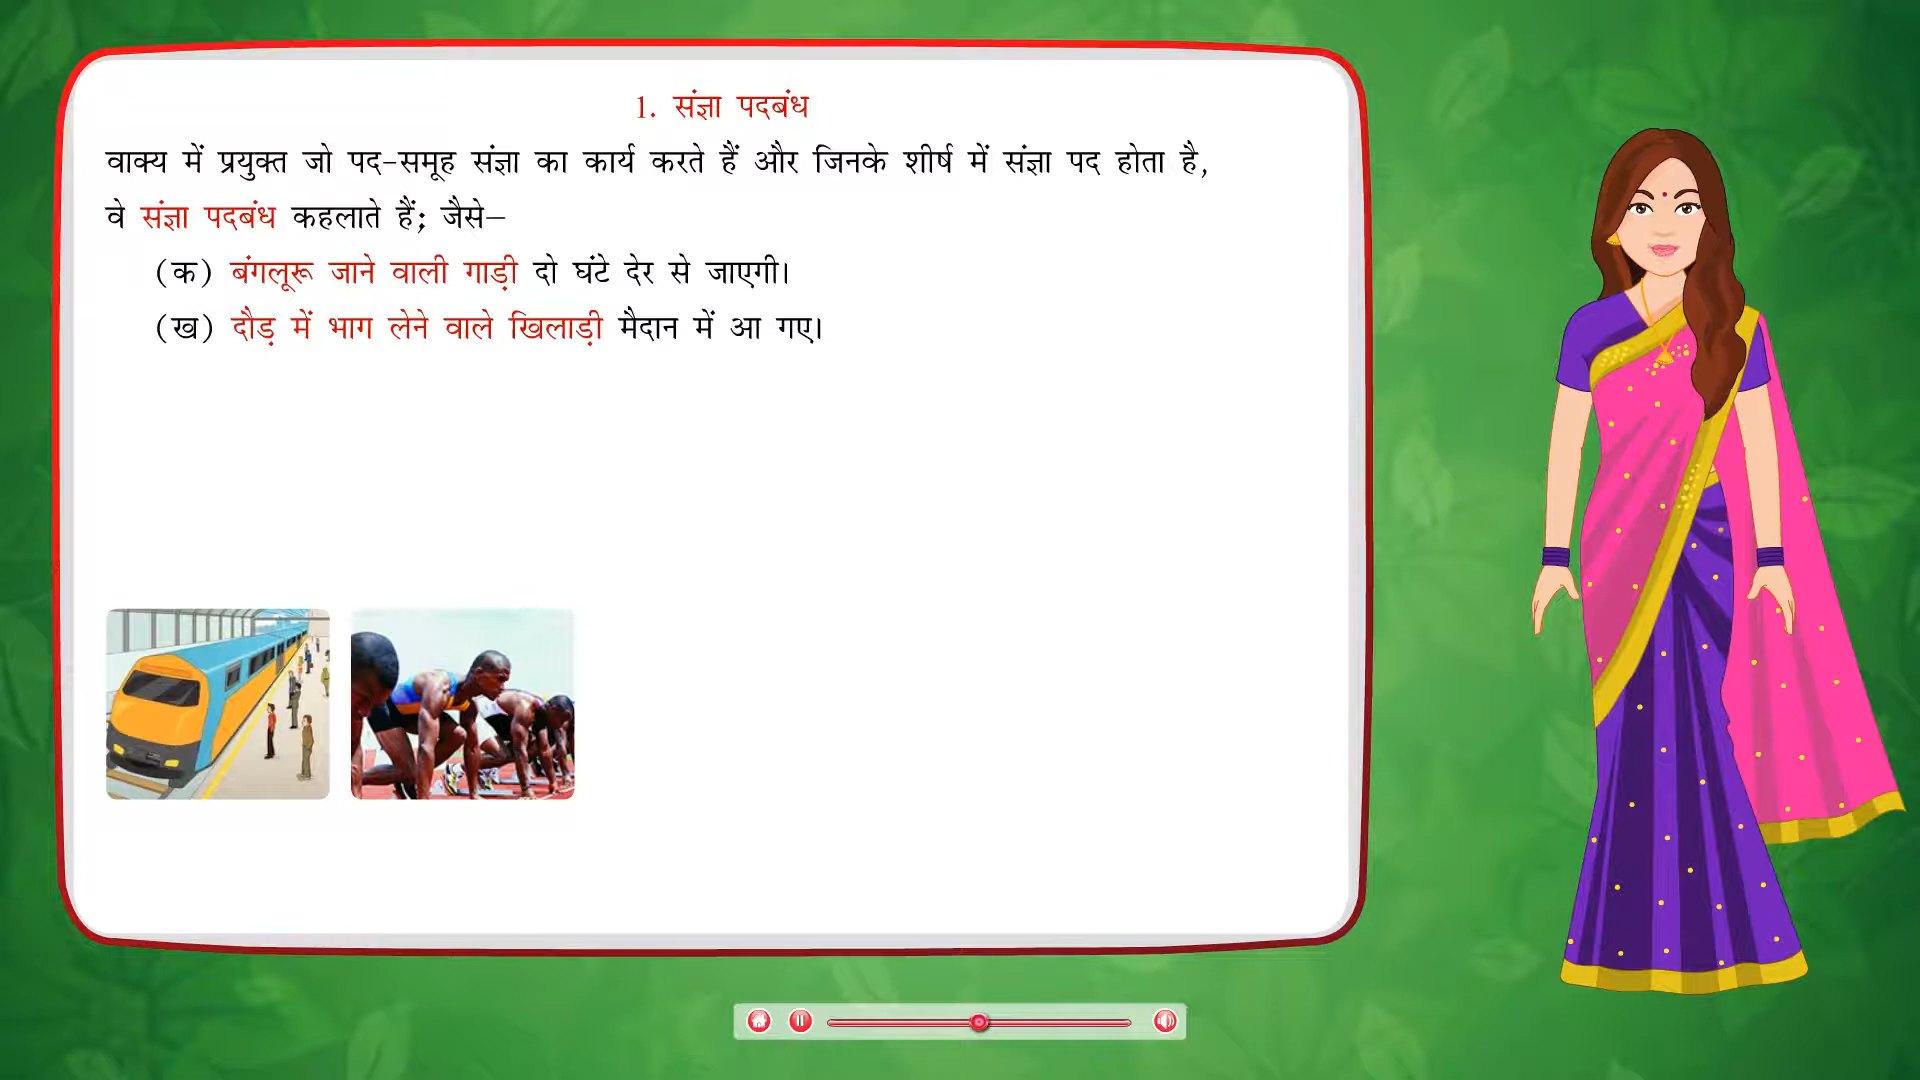 1. संज्ञा पदबंध
वाक्य में प्रयुक्त जो पद-समूह संज्ञा का कार्य करते हैं और जिनके शीर्ष में संज्ञा पद होता है,
वे संज्ञा पदबंध कहलाते हैं; जैसे–
(क) बंगलूरू जाने वाली गाड़ी दो घंटे देर से जाएगी।
(ख) दौड़ में भाग लेने वाले खिलाड़ी मैदान में आ गए।